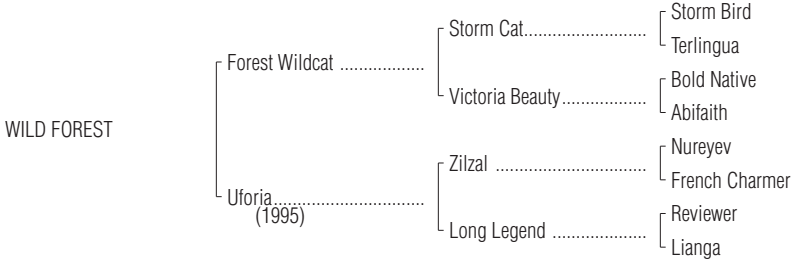 Storm Bird
Storm Cat..........................
Terlingua
Forest Wildcat ..................
Bold Native
Victoria Beauty..................
Abifaith
WILD FOREST
Nureyev
Zilzal ................................
French Charmer
Uforia................................
(1995)
Reviewer
Long Legend ....................
Lianga